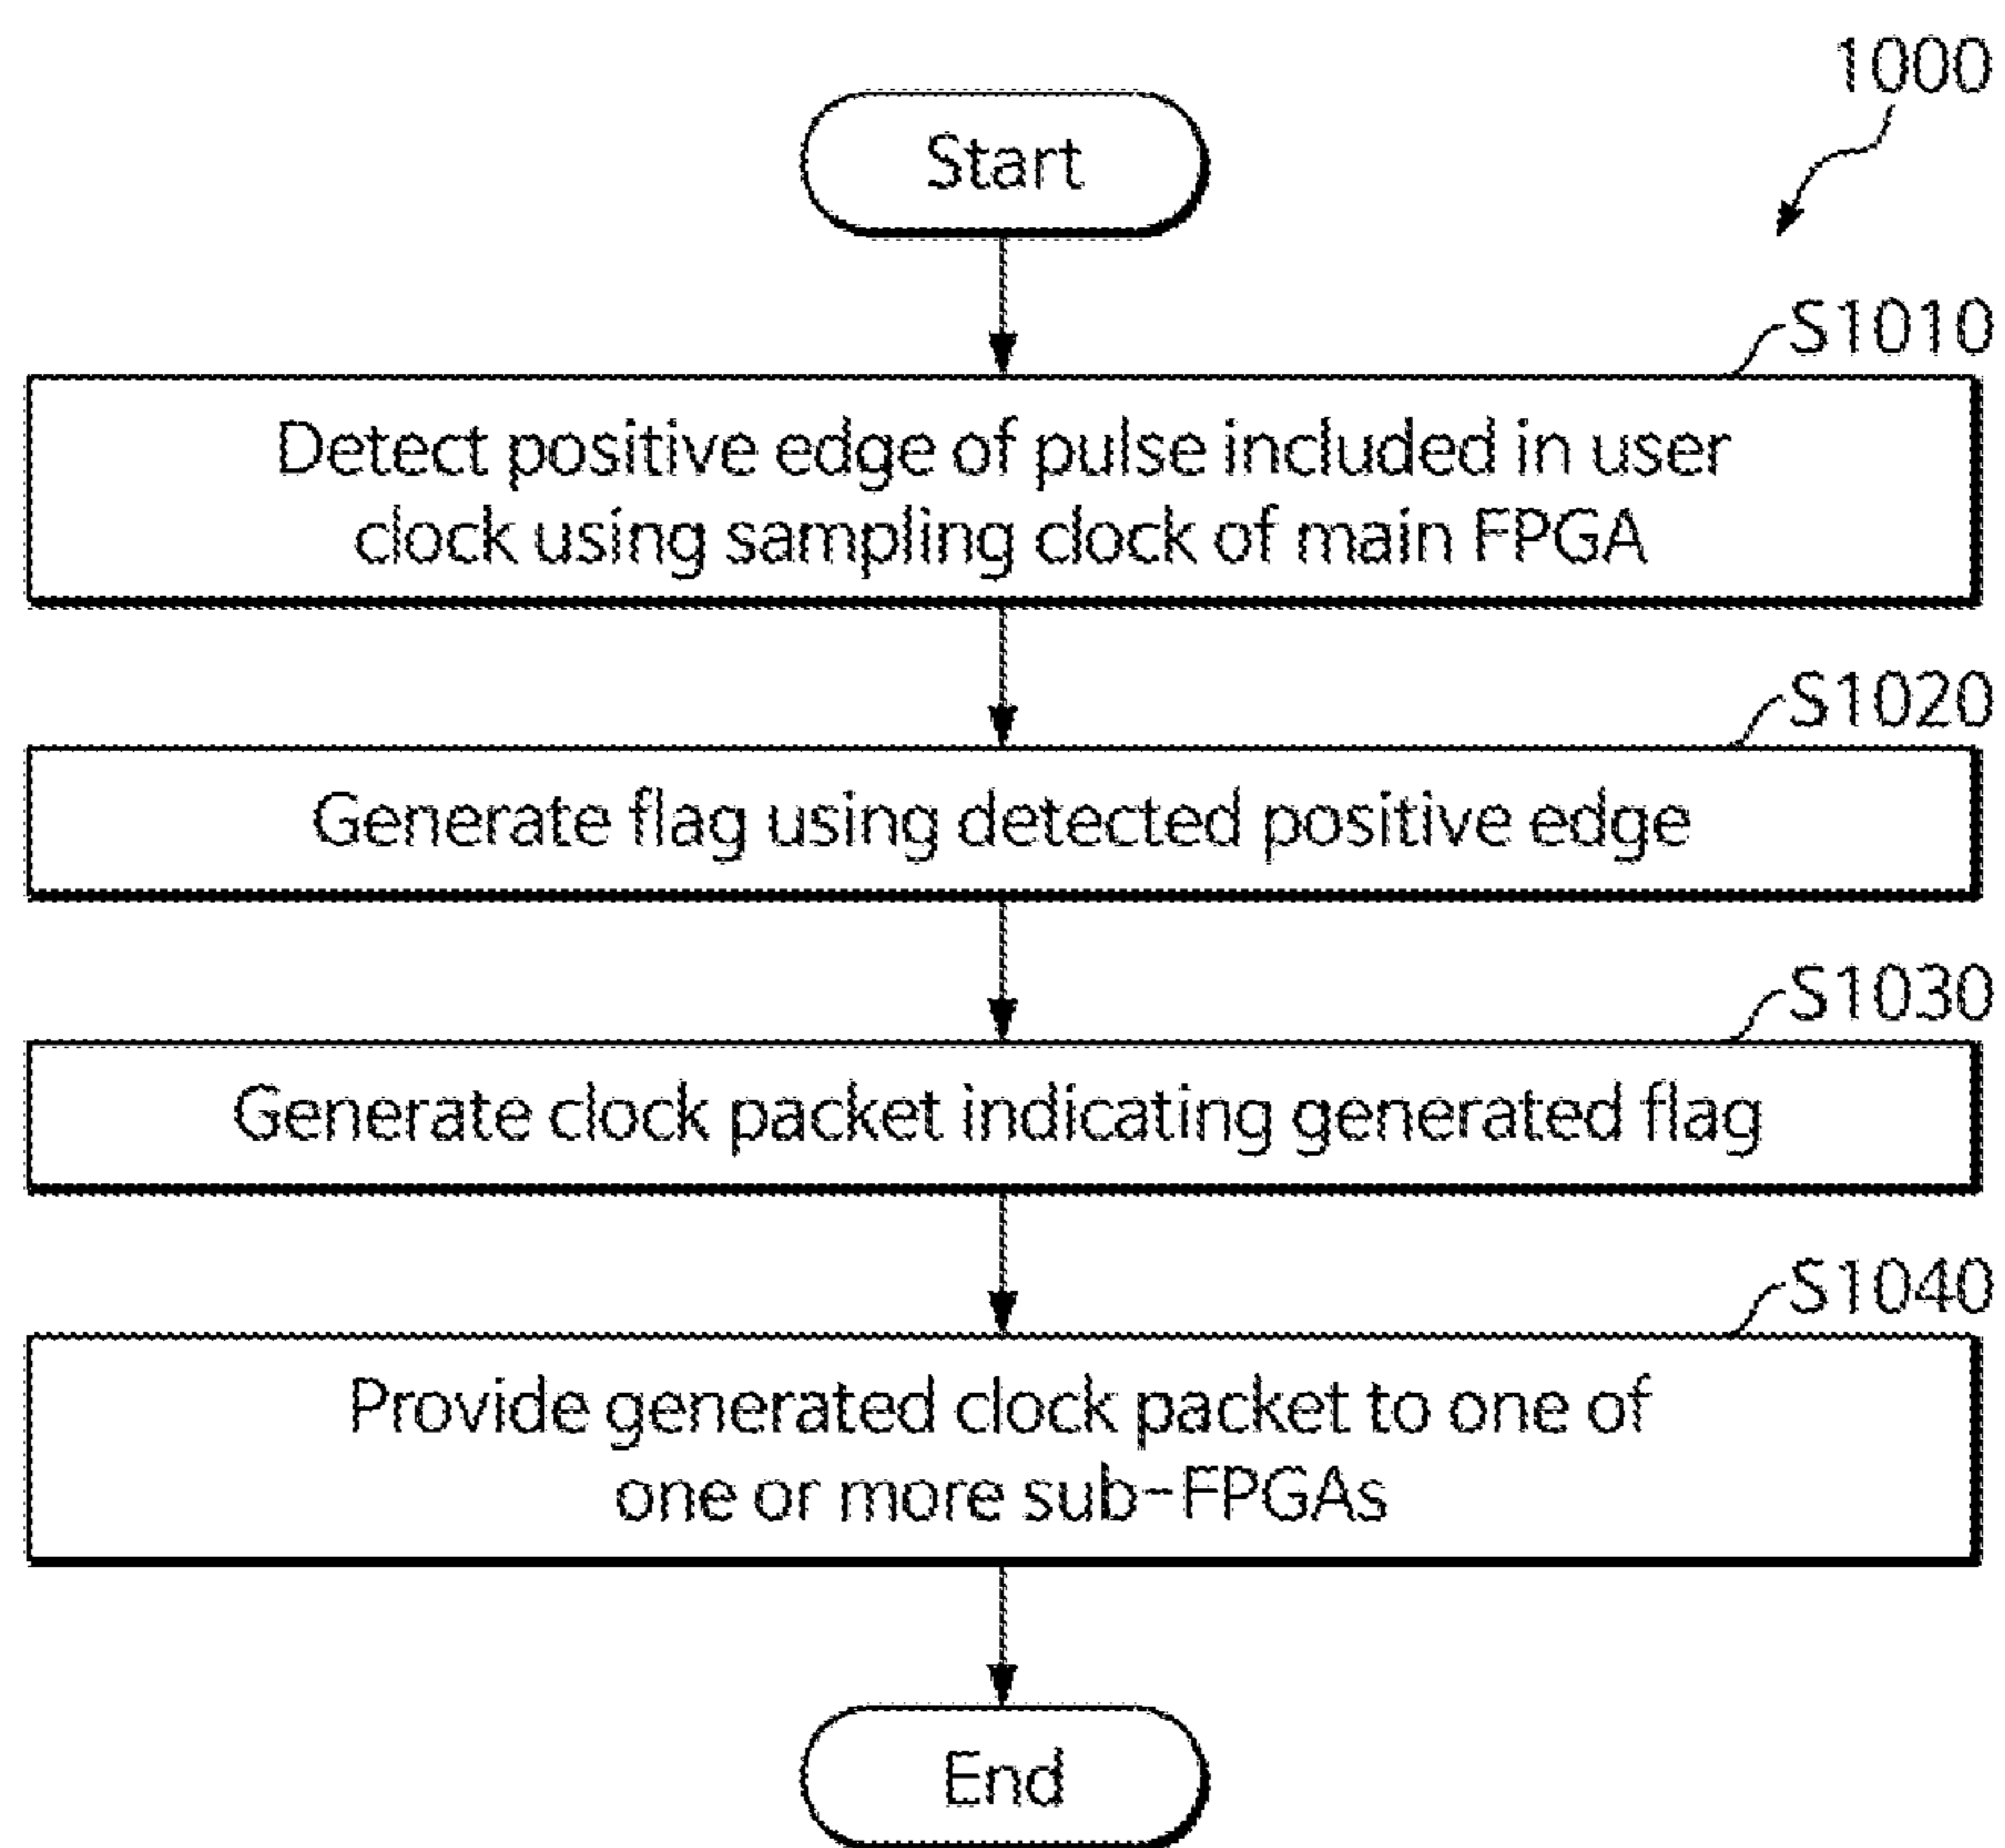 1000
Start
S1010
Detect positive edge of pulse included in user
clock using sampling clock of main FPGA
S1020
Generate flag using detected positive edge
S1030
Generate clock packet indicating generated flag
S1040
Provide generated clock packet to one of
one or more sub-FPGAs
End